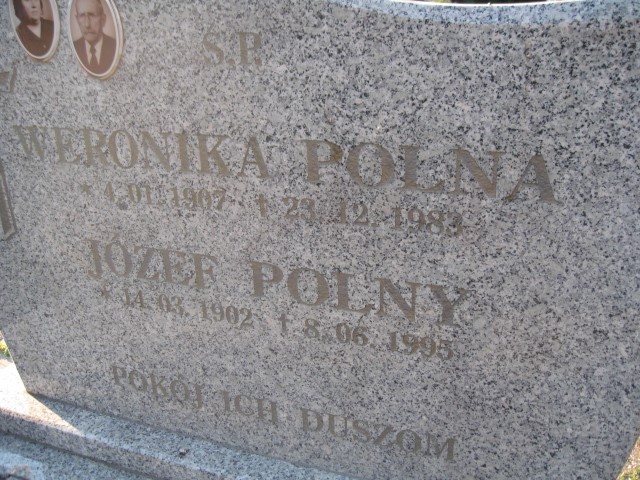 Ś.P.
WERONIKA POLNA
* 4.01.1907 † 23.12.1983
JÓZEF POLNY
* 14.03.1902 † 8.06.1995
POKÓJ ICH DUSZOM